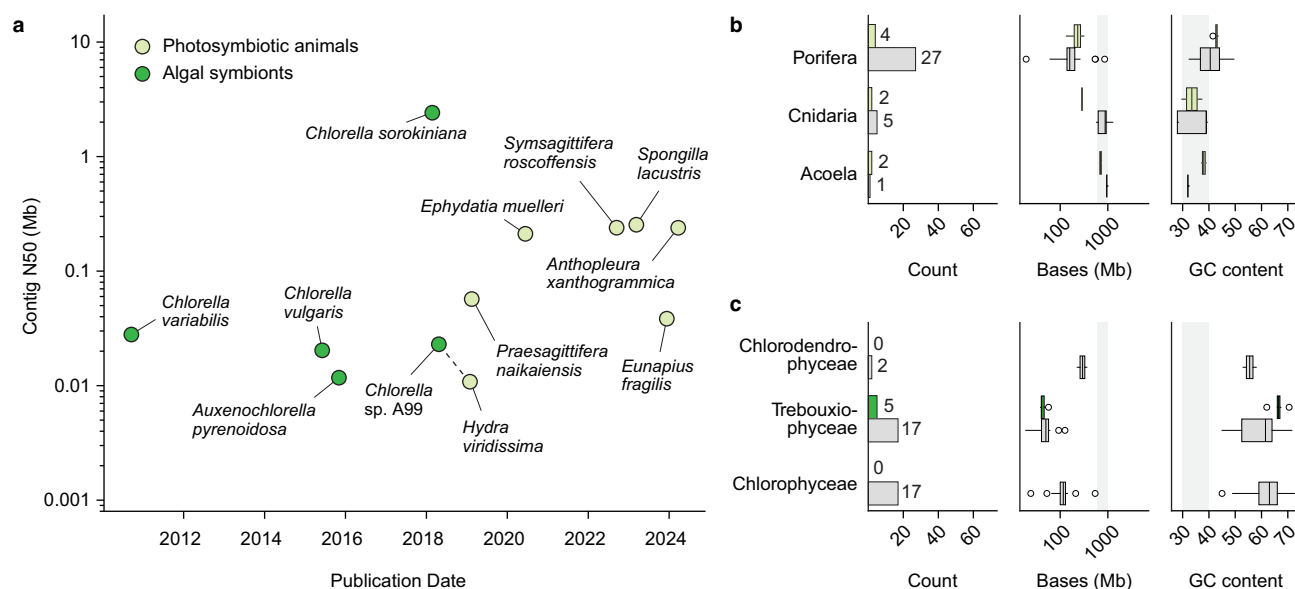 a
10
1
0.1
0.01
0.001
Contig N50 (Mb)
Photosymbiotic animals
Algal symbionts
Chlorella sorokiniana
Symsagittifera
roscoffensis
Spongilla
lacustris
Ephydatia muelleri
Anthopleura
xanthogrammica
Chlorella
variabilis
Chlorella
vulgaris
Auxenochlorella
pyrenoidosa
Chlorella
sp. A99
Praesagittifera
naikaiensis
Hydra
viridissima
Eunapius
fragilis
2012
2014
2016
2018
2020
2022
2024
Publication Date
b
Porifera
4
27
Cnidaria
2
5
Acoela
2
1
20
40
60
Count
100
1000
Bases (Mb)
30
40
50
60
70
GC content
c
Chlorodendro-
phyceae
0
2
Trebouxio-
phyceae
5
17
Chlorophyceae
0
17
20
40
60
Count
100
1000
Bases (Mb)
30
40
50
60
70
GC content